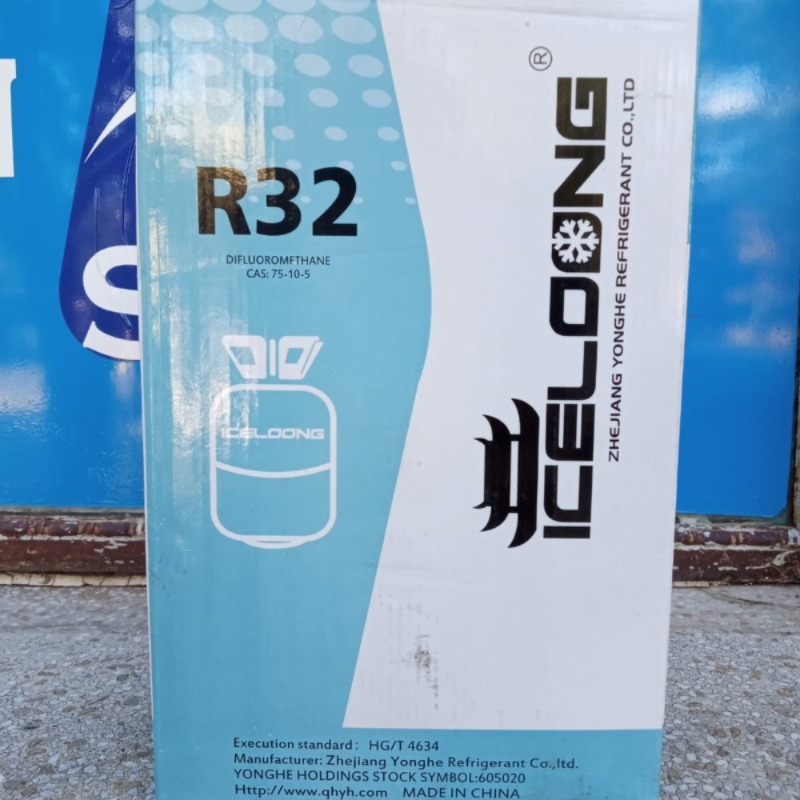 R32
DIFLUOROMETHANE
CAS: 75-10-5
ICELOONG
ICELOONG®
ZHEJIANG YONGHE REFRIGERANT CO.,LTD
S
Execution standard: HG/T 4634
Manufacturer: Zhejiang Yonghe Refrigerant Co.,ltd.
YONGHE HOLDINGS STOCK SYMBOL:605020
Http://www.qhyh.com MADE IN CHINA